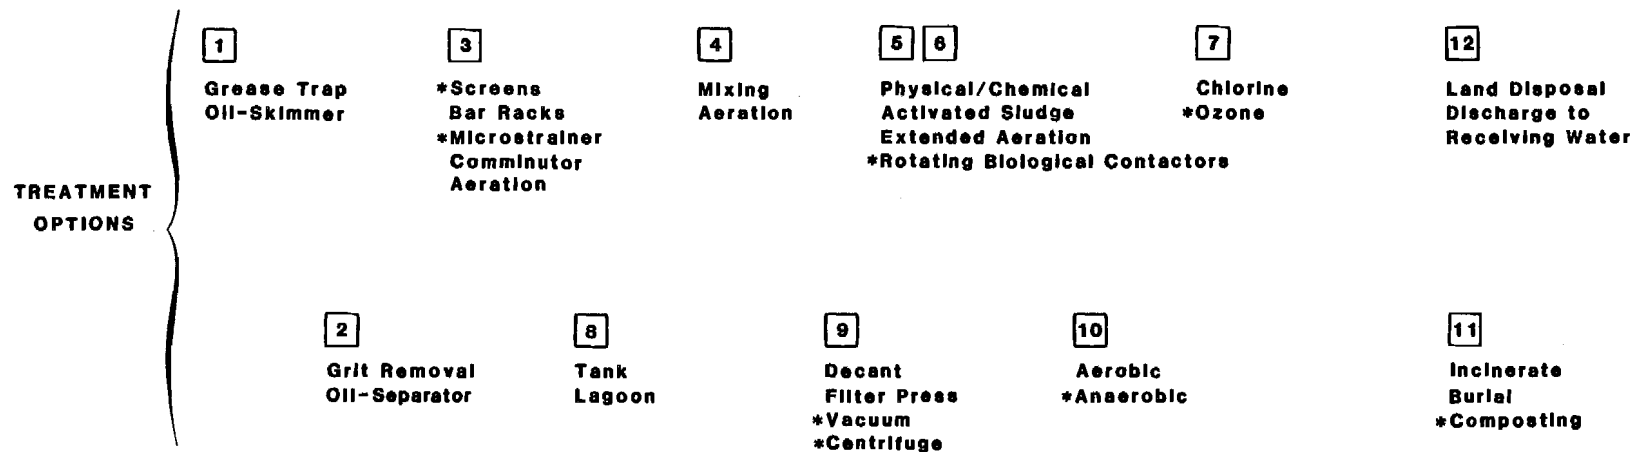 TREATMENT
OPTIONS
1
Grease Trap
Oil-Skimmer
3
*Screens
Bar Racks
*Microstrainer
Comminutor
Aeration
4
Mixing
Aeration
5 6
Physical/Chemical
Activated Sludge
Extended Aeration
*Rotating Biological Contactors
7
Chlorine
*Ozone
12
Land Disposal
Discharge to
Receiving Water
2
Grit Removal
Oil-Separator
8
Tank
Lagoon
9
Decant
Filter Press
*Vacuum
*Centrifuge
10
Aerobic
*Anaerobic
11
Incinerate
Burial
*Composting